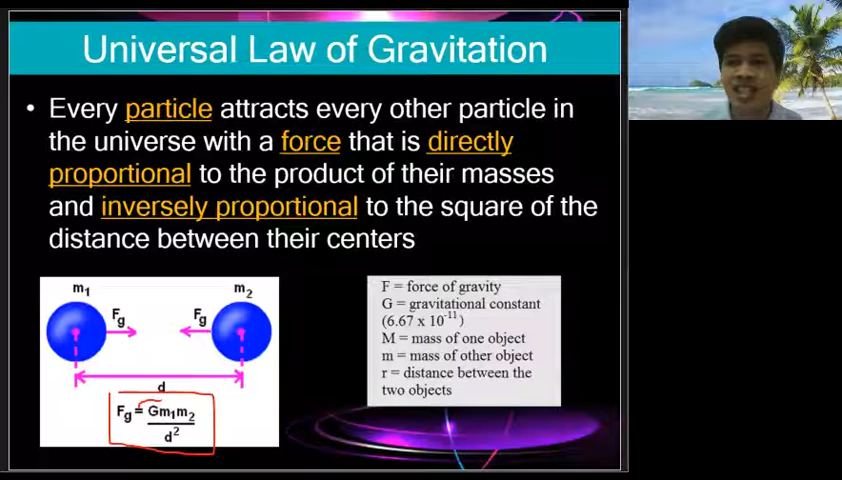 Universal Law of Gravitation
• Every particle attracts every other particle in
the universe with a force that is directly
proportional to the product of their masses
and inversely proportional to the square of the
distance between their centers
m₁ m₂
Fg Fg
d
Fg = Gm₁m₂
d²
F = force of gravity
G = gravitational constant
(6.67 x 10⁻¹¹)
M = mass of one object
m = mass of other object
r = distance between the
two objects